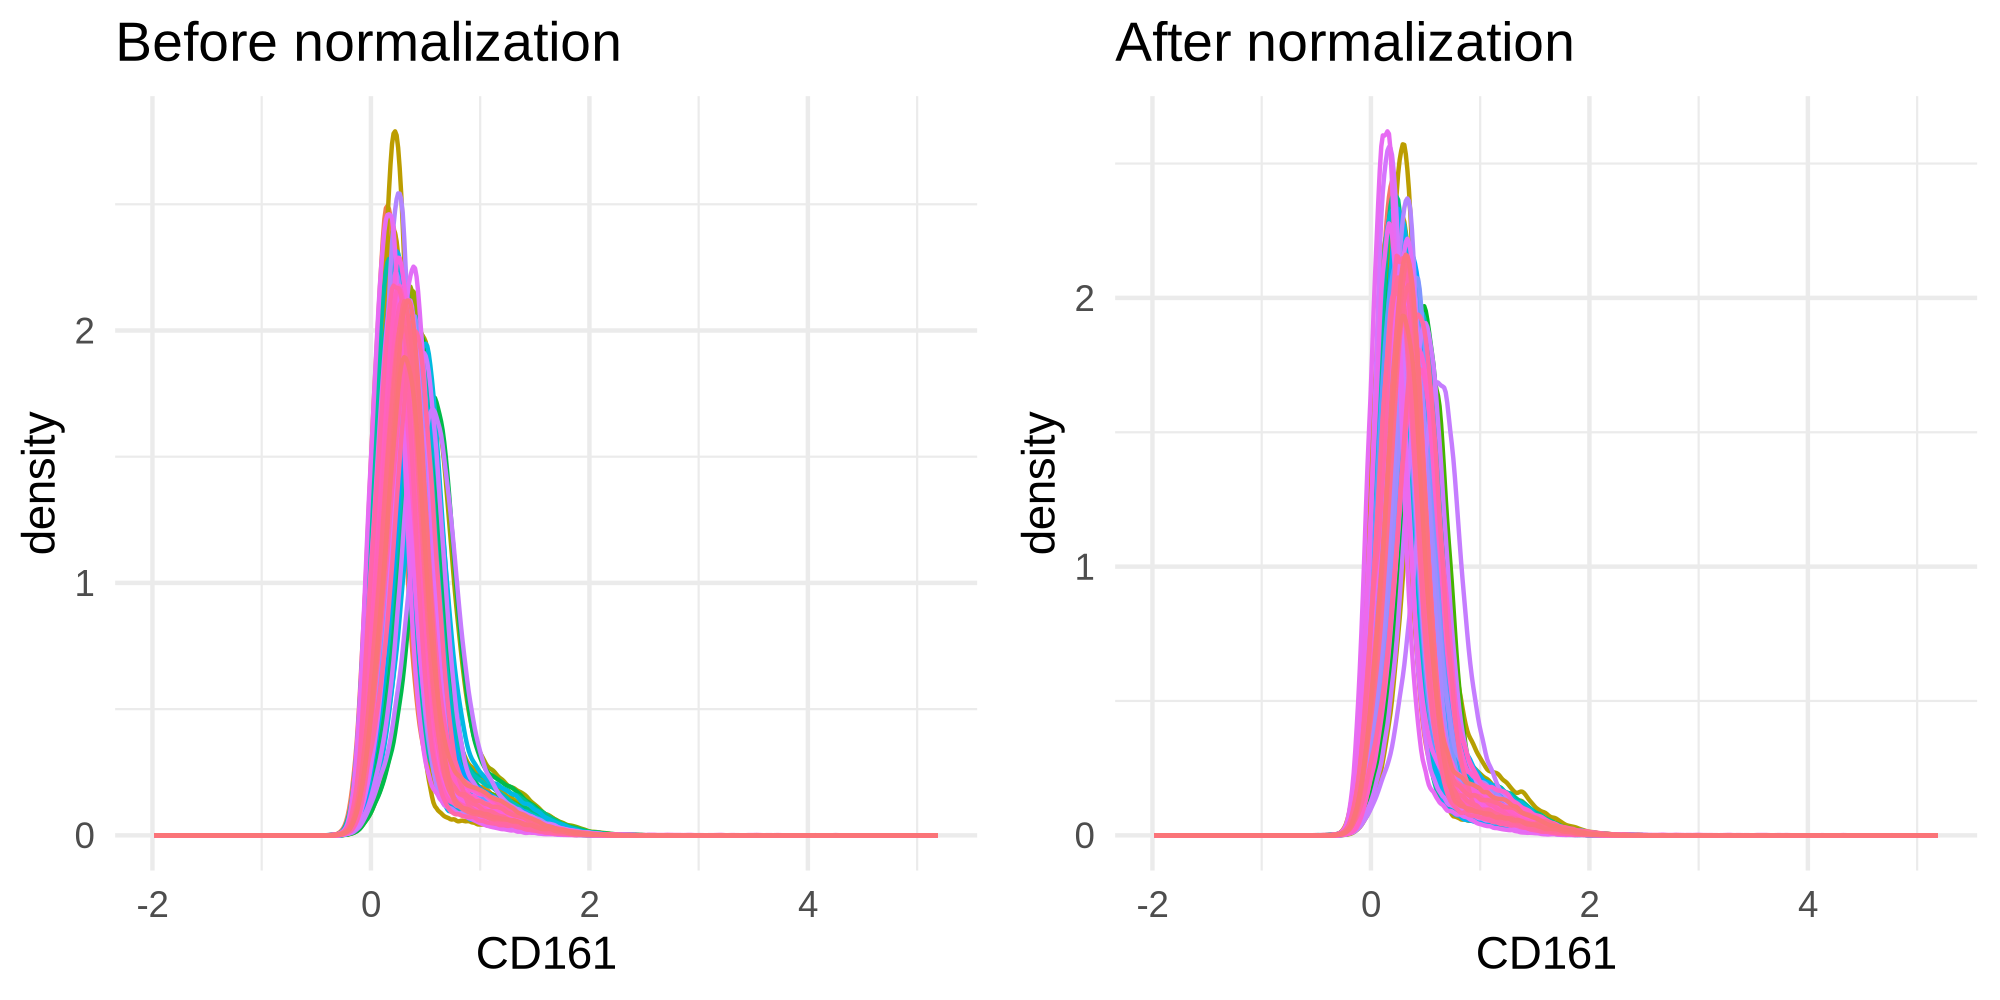 Before normalization
density
2
1
0
-2 0 2 4
CD161
After normalization
density
2
1
0
-2 0 2 4
CD161